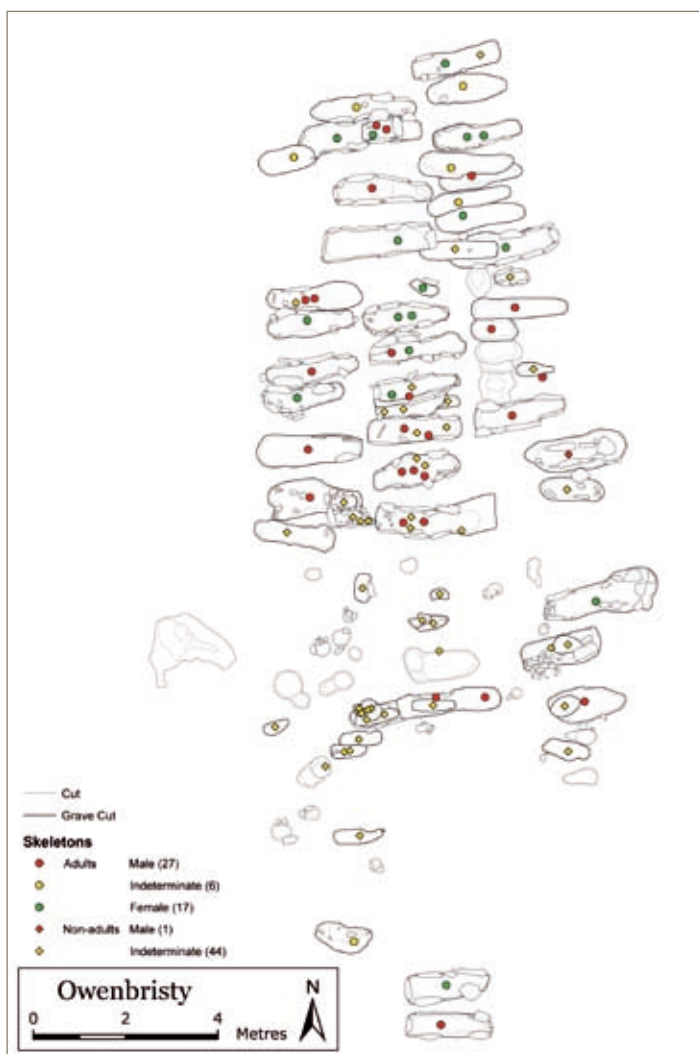 Cut
Grave Cut
Skeletons
Adults Male (27)
Indeterminate (6)
Female (17)
Non-adults Male (1)
Indeterminate (44)
Owenbristy N
0 2 4 Metres